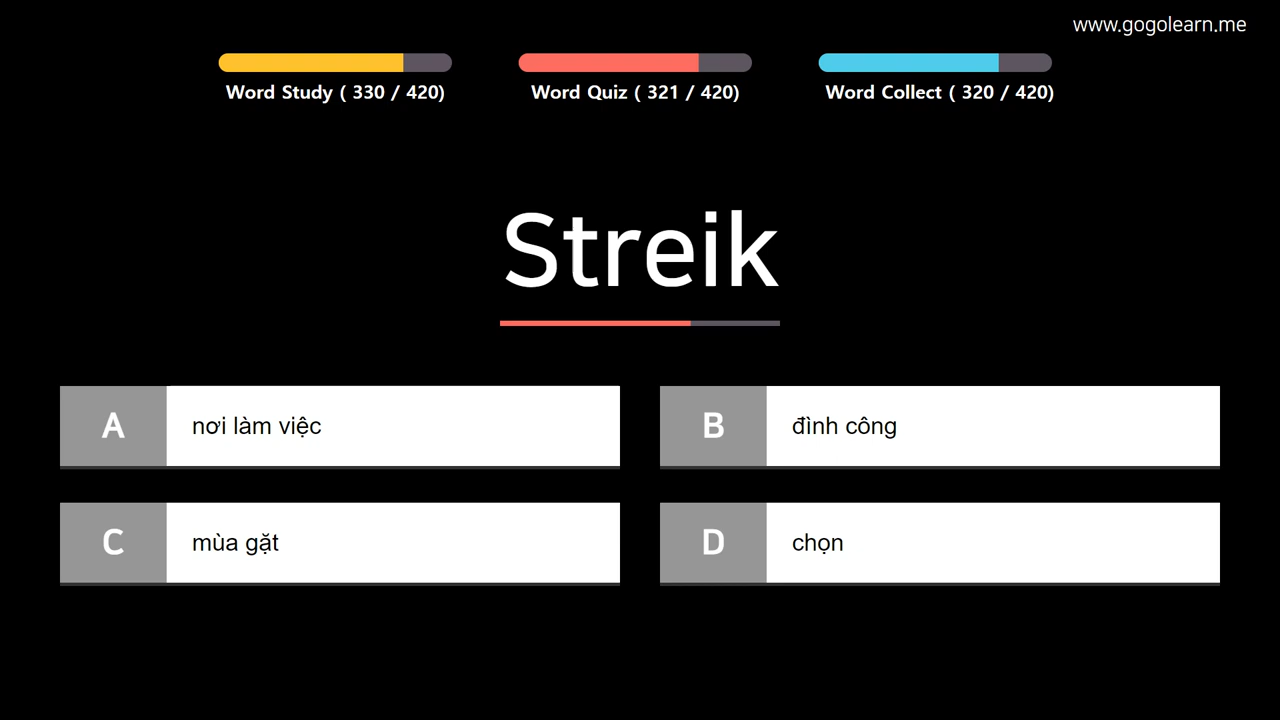 www.gogolearn.me
Word Study ( 330 / 420)
Word Quiz ( 321 / 420)
Word Collect ( 320 / 420)
Streik
A nơi làm việc
B đình công
C mùa gặt
D chọn